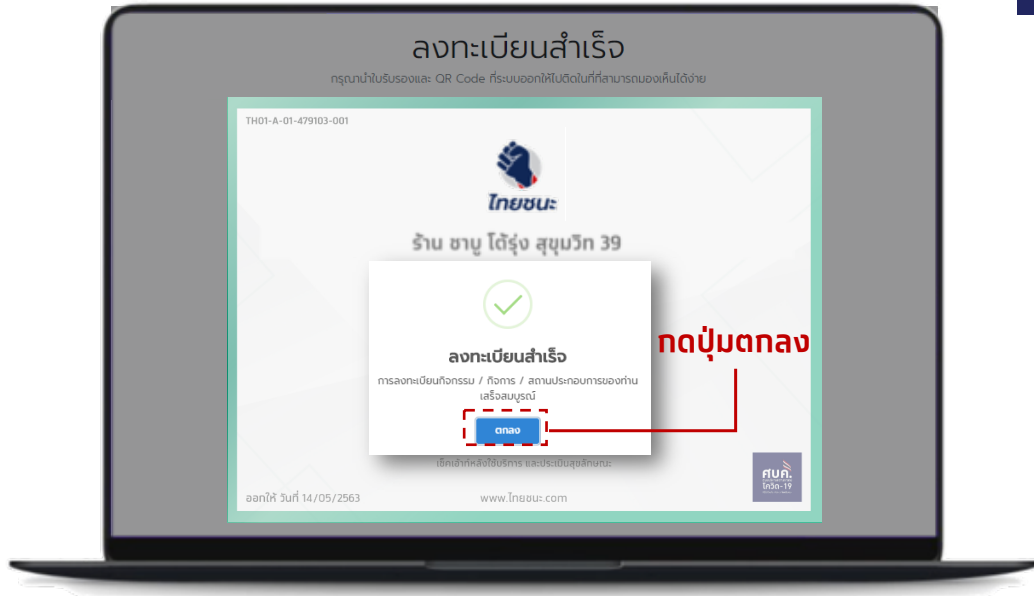 ลงทะเบียนสำเร็จ
กรุณานำใบรับรองและ QR Code ที่ระบบออกให้ไปติดในที่ที่สามารถมองเห็นได้ง่าย
TH01-A-01-479103-001
ไทยชนะ
ร้าน ชาบู โต้รุ่ง สุขุมวิท 39
ลงทะเบียนสำเร็จ
การลงทะเบียนกิจกรรม / กิจการ / สถานประกอบการของท่าน
เสร็จสมบูรณ์
ตกลง
กดปุ่มตกลง
เช็คเอ้าท์หลังใช้บริการ และประเมินสุขลักษณะ
ศบค.
โควิด-19
ออกให้ วันที่ 14/05/2563
www.ไทยชนะ.com